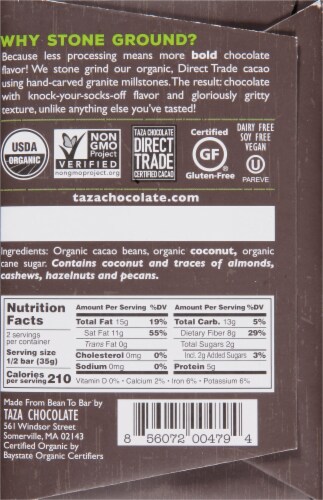 WHY STONE GROUND?
Because less processing means more bold chocolate
flavor! We stone grind our organic, Direct Trade cacao
using hand-carved granite millstones. The result: chocolate
with knock-your-socks-off flavor and gloriously gritty
texture, unlike anything else you've tasted!
USDA
ORGANIC
NON
GMO
Project
VERIFIED
nongmoproject.org
TAZA CHOCOLATE
DIRECT
TRADE
CERTIFIED CACAO
Certified
GF
Gluten-Free
DAIRY FREE
SOY FREE
VEGAN
U
PAREVE
tazachocolate.com
Ingredients: Organic cacao beans, organic coconut, organic
cane sugar. Contains coconut and traces of almonds,
cashews, hazelnuts and pecans.
Nutrition
Facts
2 servings
per container
Serving size
1/2 bar (35g)
Calories
per serving 210
Amount Per Serving %DV
Total Fat 15g 19%
Sat Fat 11g 55%
Trans Fat 0g
Cholesterol 0mg 0%
Sodium 0mg 0%
Amount Per Serving %DV
Total Carb. 13g 5%
Dietary Fiber 8g 29%
Total Sugars 2g
Incl. 2g Added Sugars 3%
Protein 5g
Vitamin D 0% • Calcium 2% • Iron 6% • Potassium 6%
Made From Bean To Bar by
TAZA CHOCOLATE
561 Windsor Street
Somerville, MA 02143
Certified Organic by
Baystate Organic Certifiers
8 56072 00479 4